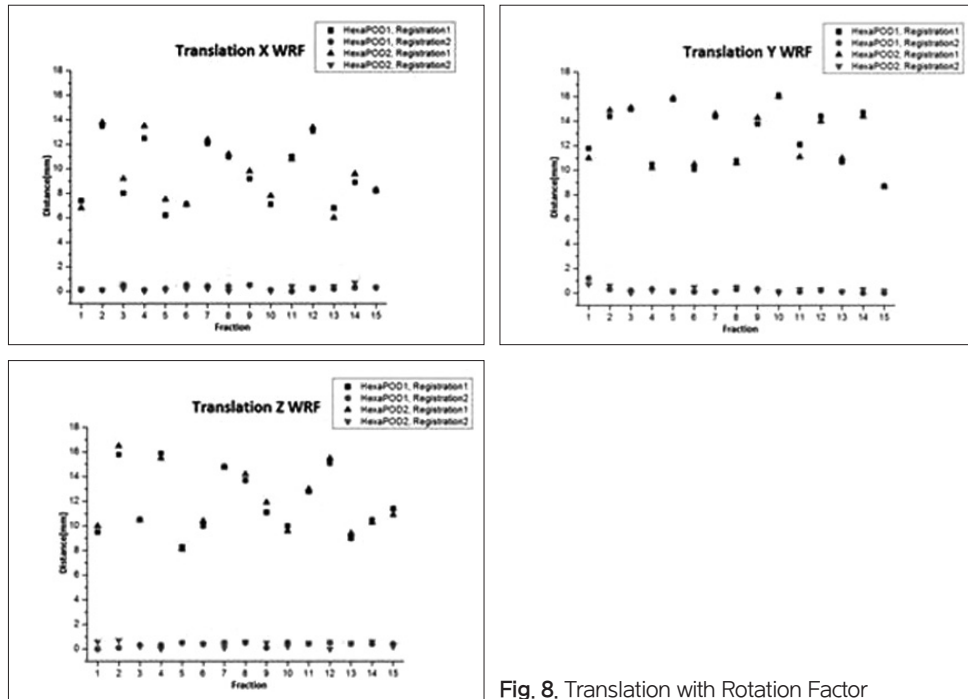 Translation X WRF
HexaPOD1, Registration1
HexaPOD1, Registration2
HexaPOD2, Registration1
HexaPOD2, Registration2
Distance[mm]
18
16
14
12
10
8
6
4
2
0
1 2 3 4 5 6 7 8 9 10 11 12 13 14 15
Fraction
Translation Y WRF
HexaPOD1, Registration1
HexaPOD1, Registration2
HexaPOD2, Registration1
HexaPOD2, Registration2
Distance[mm]
18
16
14
12
10
8
6
4
2
0
1 2 3 4 5 6 7 8 9 10 11 12 13 14 15
Fraction
Translation Z WRF
HexaPOD1, Registration1
HexaPOD1, Registration2
HexaPOD2, Registration1
HexaPOD2, Registration2
Distance[mm]
18
16
14
12
10
8
6
4
2
0
1 2 3 4 5 6 7 8 9 10 11 12 13 14 15
Fraction
Fig. 8. Translation with Rotation Factor